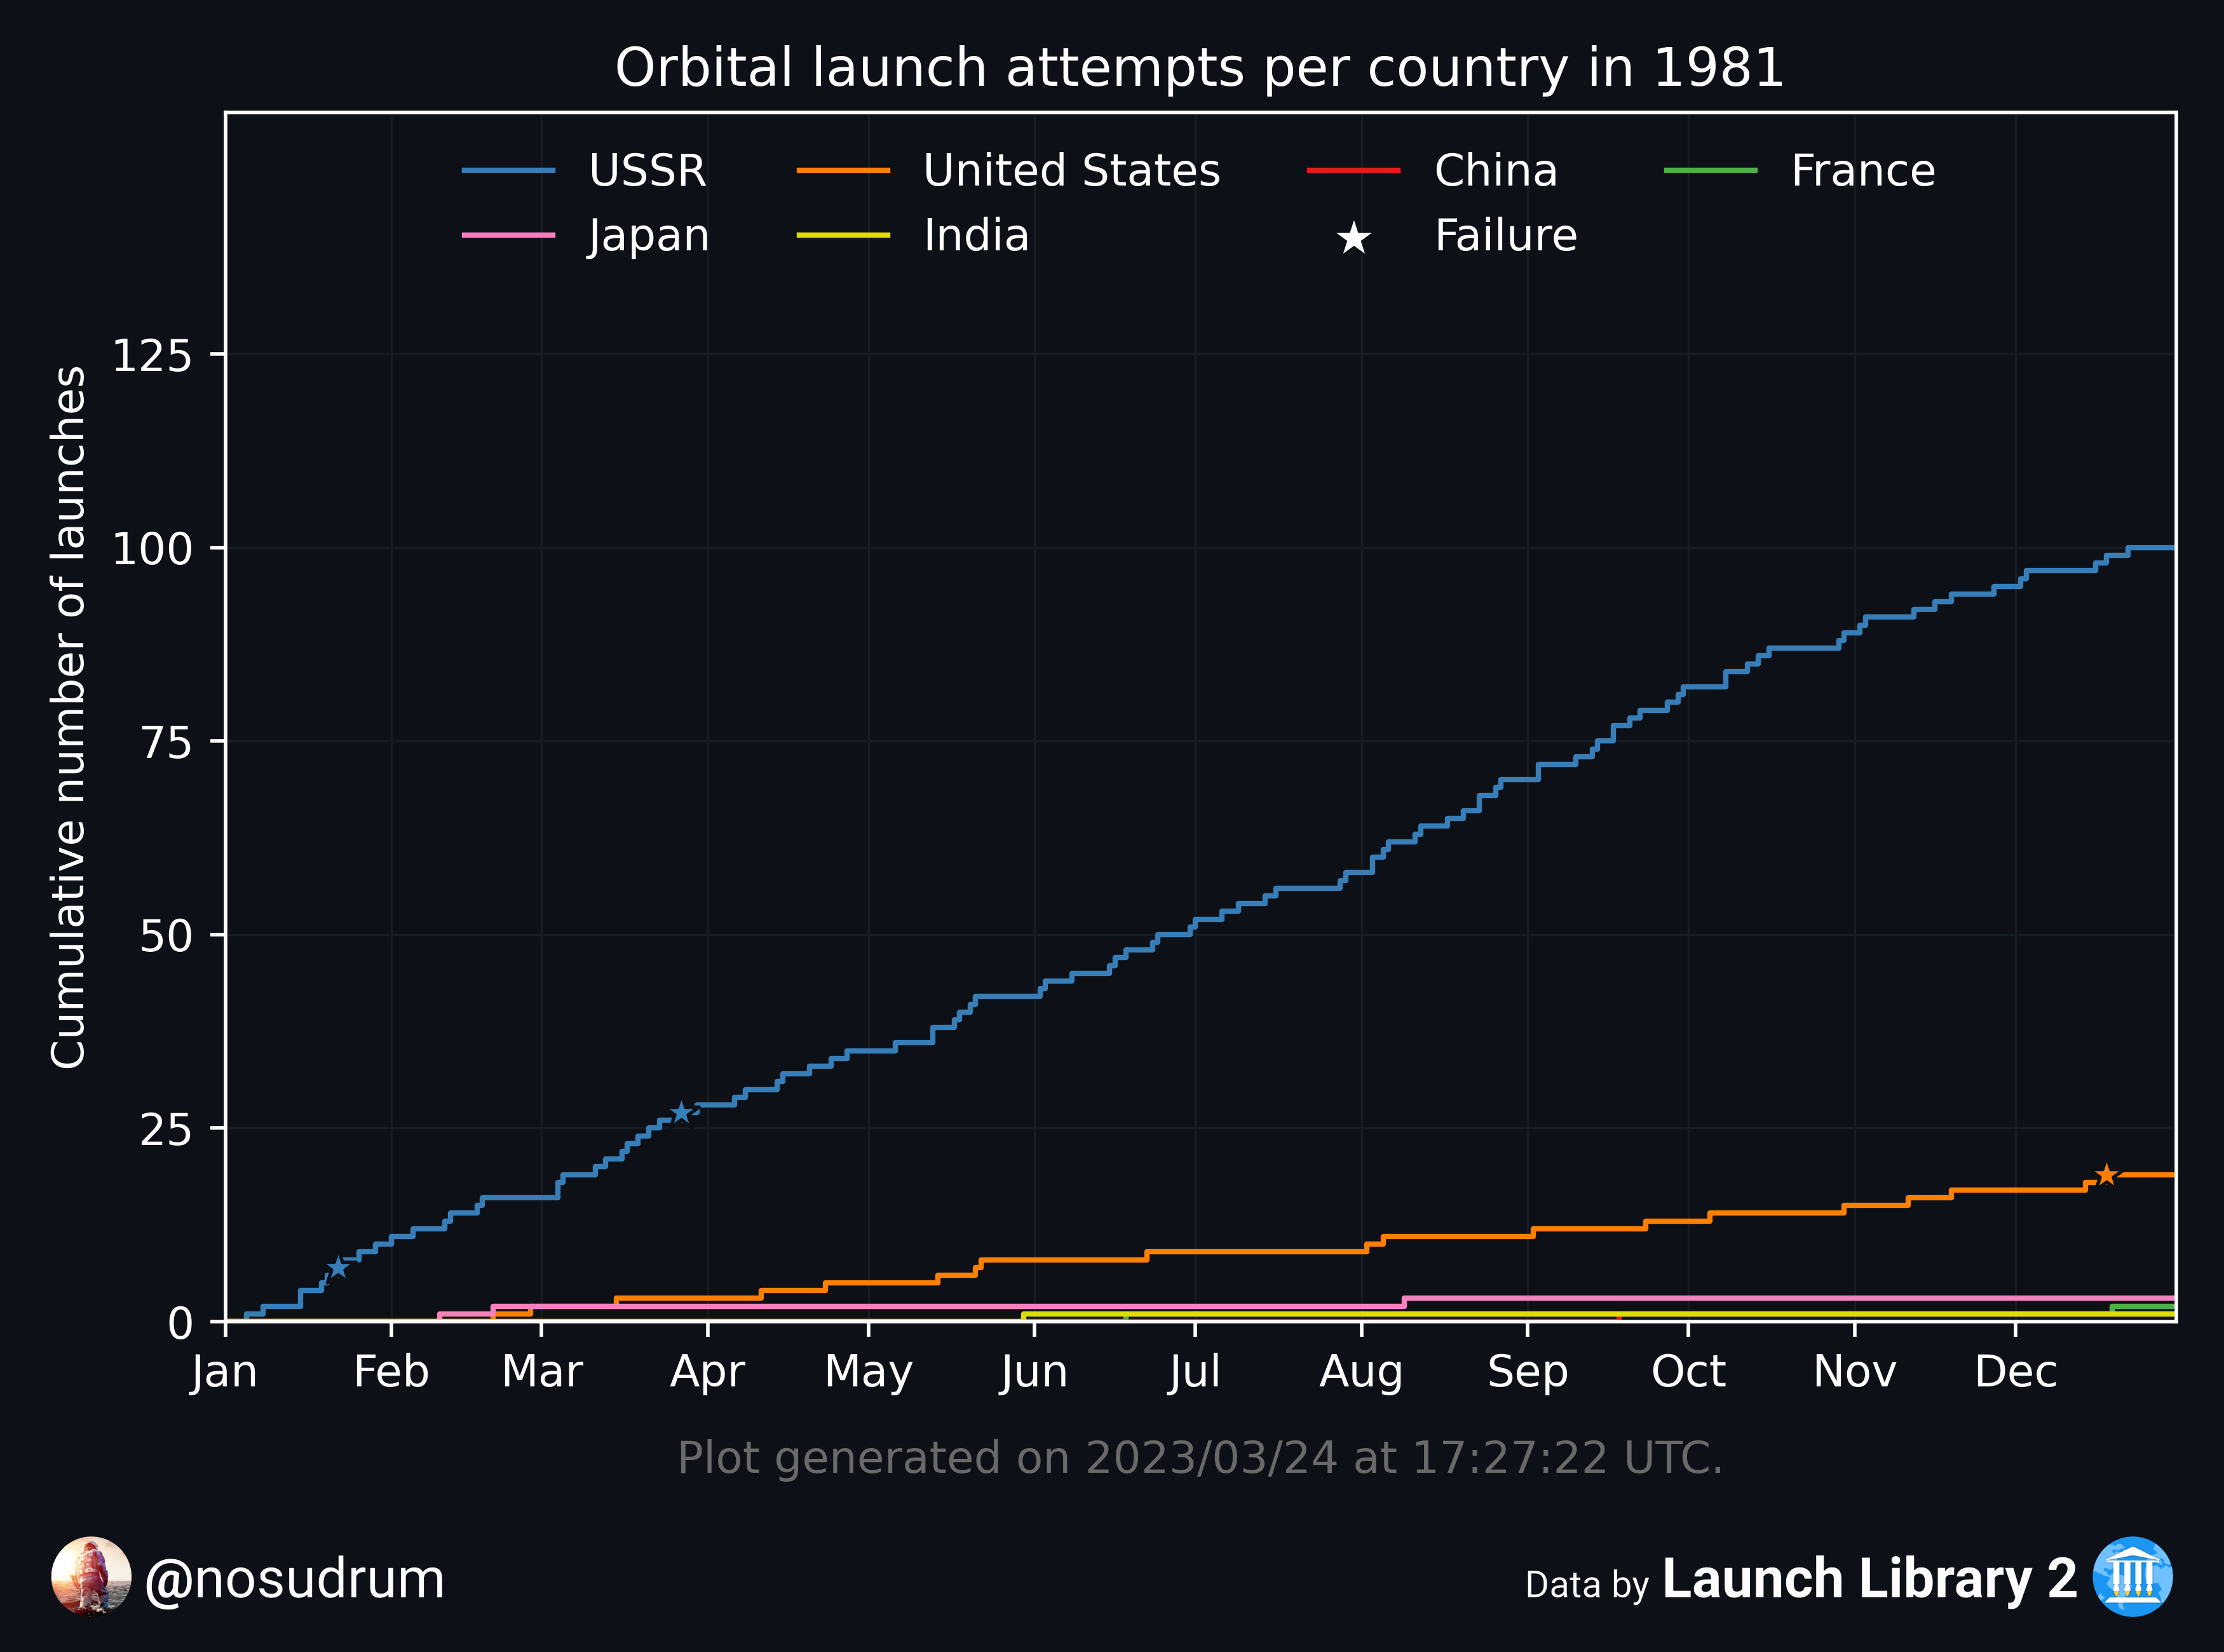 Orbital launch attempts per country in 1981
USSR United States China France
Japan India Failure
Cumulative number of launches
125
100
75
50
25
0
Jan Feb Mar Apr May Jun Jul Aug Sep Oct Nov Dec
Plot generated on 2023/03/24 at 17:27:22 UTC.
@nosudrum
Data by Launch Library 2